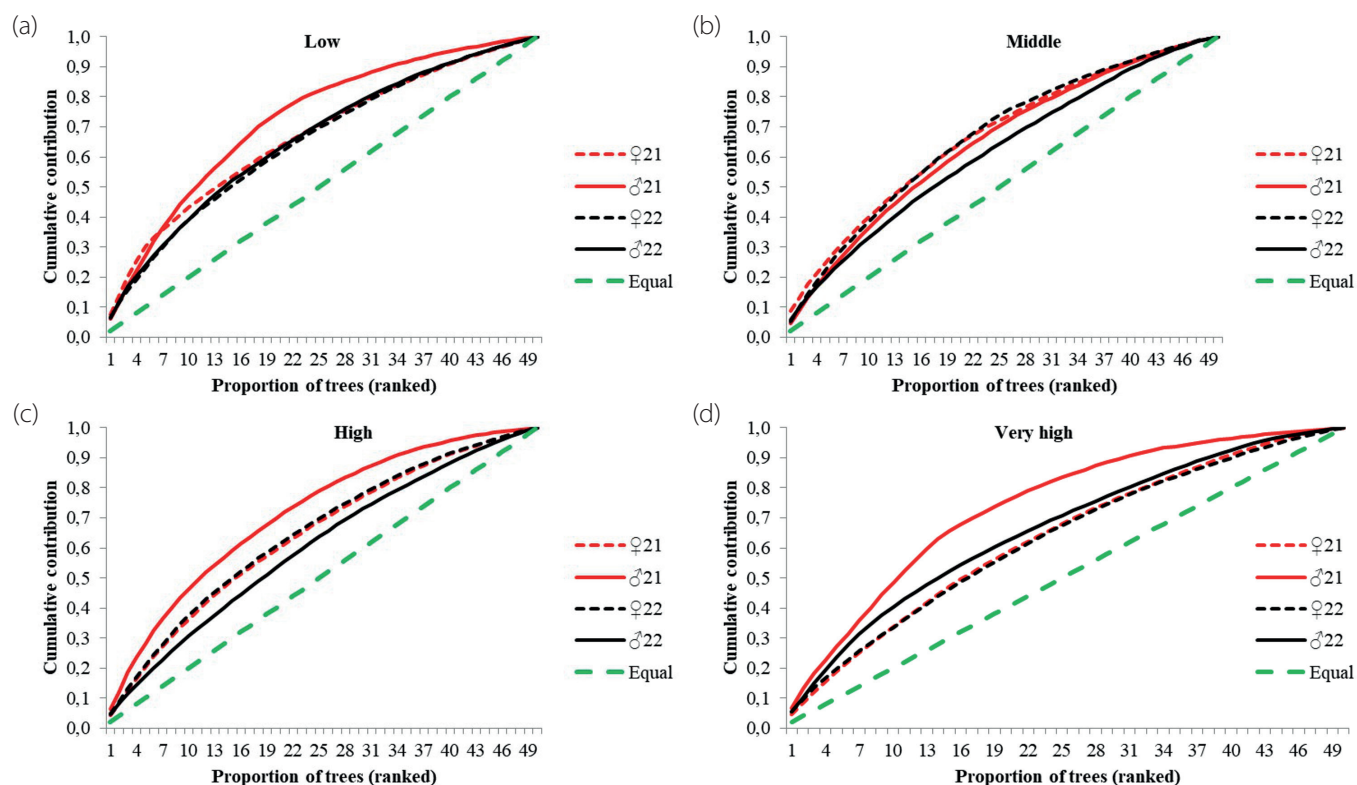 (a)
Low
1,0
0,9
0,8
0,7
0,6
0,5
0,4
0,3
0,2
0,1
0,0
Cumulative contribution
1 4 7 10 13 16 19 22 25 28 31 34 37 40 43 46 49
Proportion of trees (ranked)
♀21
♂21
♀22
♂22
Equal
(b)
Middle
1,0
0,9
0,8
0,7
0,6
0,5
0,4
0,3
0,2
0,1
0,0
Cumulative contribution
1 4 7 10 13 16 19 22 25 28 31 34 37 40 43 46 49
Proportion of trees (ranked)
♀21
♂21
♀22
♂22
Equal
(c)
High
1,0
0,9
0,8
0,7
0,6
0,5
0,4
0,3
0,2
0,1
0,0
Cumulative contribution
1 4 7 10 13 16 19 22 25 28 31 34 37 40 43 46 49
Proportion of trees (ranked)
♀21
♂21
♀22
♂22
Equal
(d)
Very high
1,0
0,9
0,8
0,7
0,6
0,5
0,4
0,3
0,2
0,1
0,0
Cumulative contribution
1 4 7 10 13 16 19 22 25 28 31 34 37 40 43 46 49
Proportion of trees (ranked)
♀21
♂21
♀22
♂22
Equal